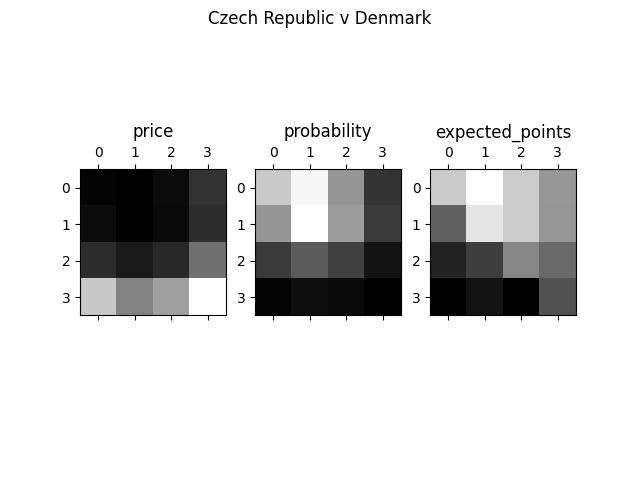 Czech Republic v Denmark
price probability expected_points
0 1 2 3 0 1 2 3 0 1 2 3
0 0 0
1 1 1
2 2 2
3 3 3